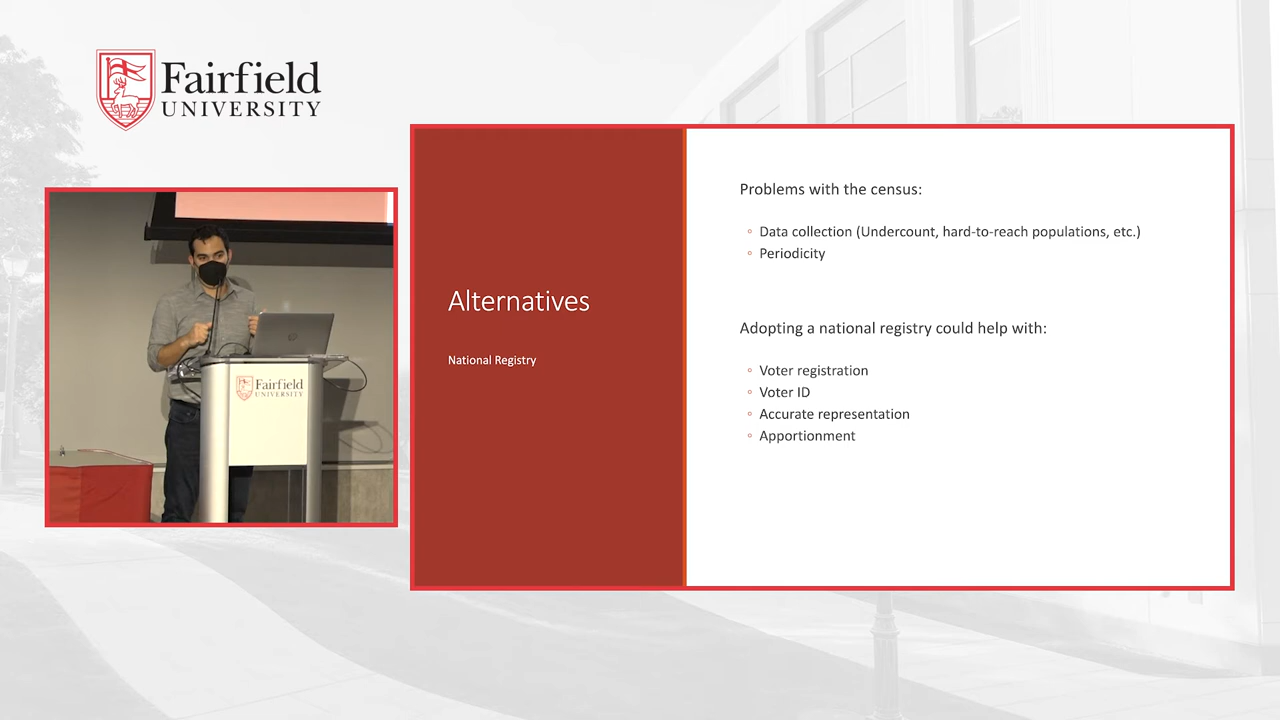 Fairfield
UNIVERSITY
Fairfield
UNIVERSITY
Alternatives
National Registry
Problems with the census:
◦ Data collection (Undercount, hard-to-reach populations, etc.)
◦ Periodicity
Adopting a national registry could help with:
◦ Voter registration
◦ Voter ID
◦ Accurate representation
◦ Apportionment